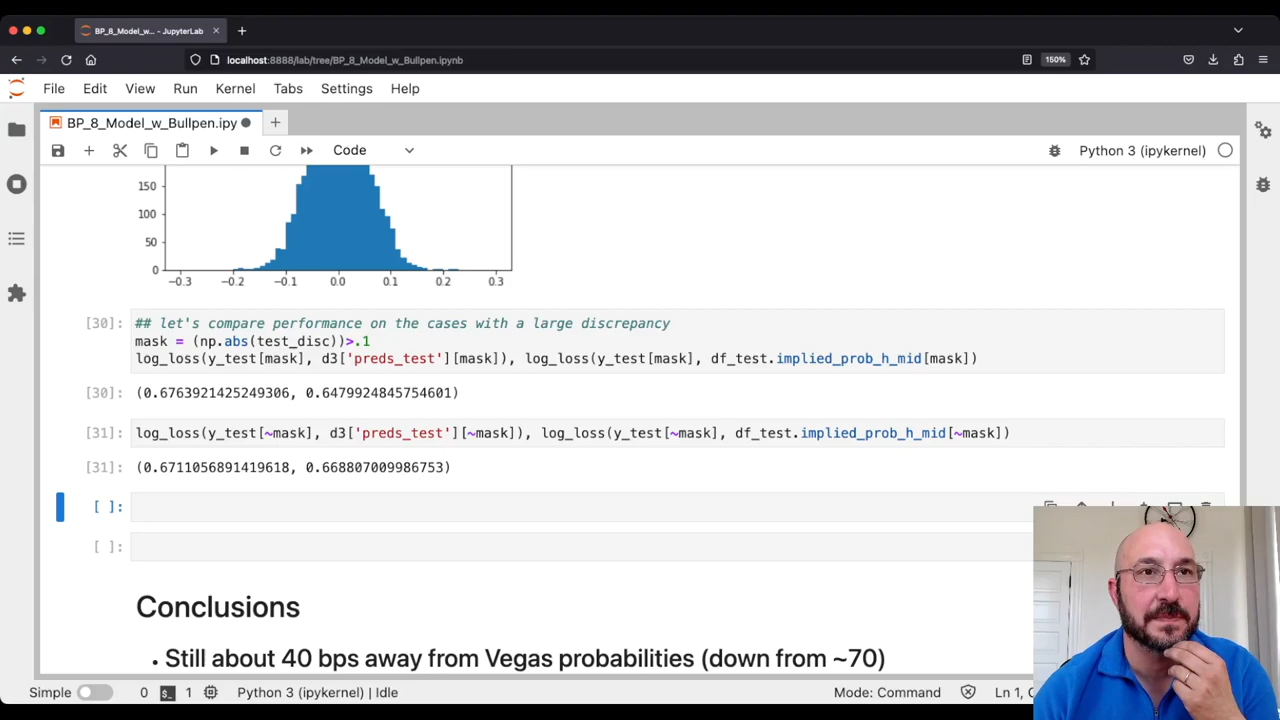 BP_8_Model_w... - JupyterLab
localhost:8888/lab/tree/BP_8_Model_w_Bullpen.ipynb
150%
File Edit View Run Kernel Tabs Settings Help
BP_8_Model_w_Bullpen.ipy
Code
Python 3 (ipykernel)
150
100
50
0
−0.3 −0.2 −0.1 0.0 0.1 0.2 0.3
[30]: ## let's compare performance on the cases with a large discrepancy
mask = (np.abs(test_disc))>.1
log_loss(y_test[mask], d3['preds_test'][mask]), log_loss(y_test[mask], df_test.implied_prob_h_mid[mask])
[30]: (0.6763921425249306, 0.6479924845754601)
[31]: log_loss(y_test[~mask], d3['preds_test'][~mask]), log_loss(y_test[~mask], df_test.implied_prob_h_mid[~mask])
[31]: (0.6711056891419618, 0.668807009986753)
[ ]:
[ ]:
Conclusions
• Still about 40 bps away from Vegas probabilities (down from ~70)
Simple 0 1 Python 3 (ipykernel) | Idle Mode: Command Ln 1,